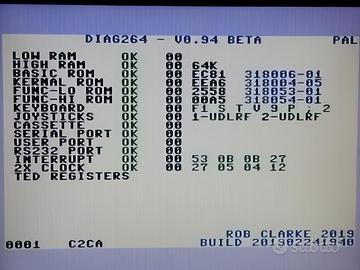 DIAG264 - V0.94 BETA PAL
LOW RAM OK 00
HIGH RAM OK 00 64K
BASIC ROM OK 00 EC81 318006-01
KERNAL ROM OK 00 EEA6 318004-05
FUNC-LO ROM OK 00 2558 318053-01
FUNC-HI ROM OK 00 00A5 318054-01
KEYBOARD OK 00 F1 S T V 9 P : 2
JOYSTICKS OK 00 1-UDLRF 2-UDLRF
CASSETTE OK 00
SERIAL PORT OK 00
USER PORT OK 00
RS232 PORT OK 00
INTERRUPT OK 00 53 0B 0B 27
2X CLOCK OK 00 27 05 04 12
TED REGISTERS
ROB CLARKE 2019
0001 C2CA BUILD 201902241940
subito